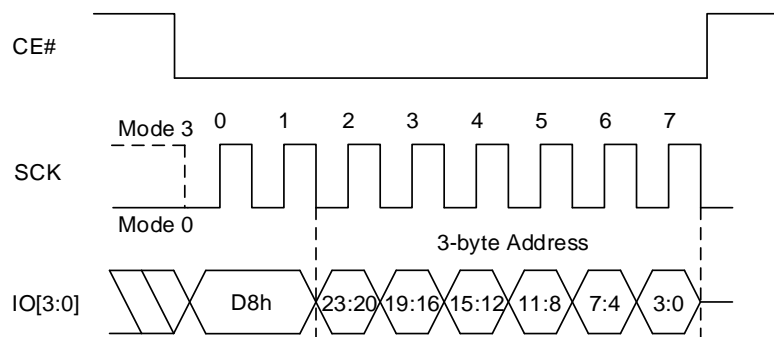 CE#
Mode 3
0 1 2 3 4 5 6 7
SCK
Mode 0
3-byte Address
IO[3:0]
D8h 23:20 19:16 15:12 11:8 7:4 3:0